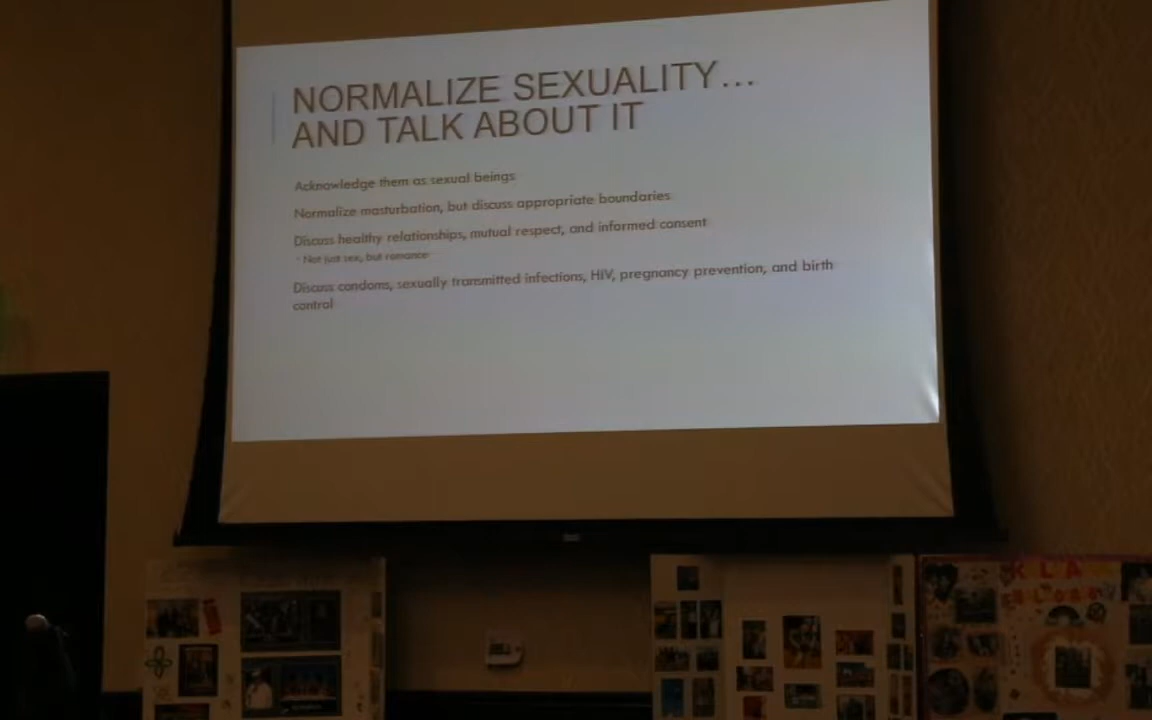 NORMALIZE SEXUALITY...
AND TALK ABOUT IT
Acknowledge them as sexual beings
Normalize masturbation, but discuss appropriate boundaries
Discuss healthy relationships, mutual respect, and informed consent
Not just sex, but romance
Discuss condoms, sexually transmitted infections, HIV, pregnancy prevention, and birth
control